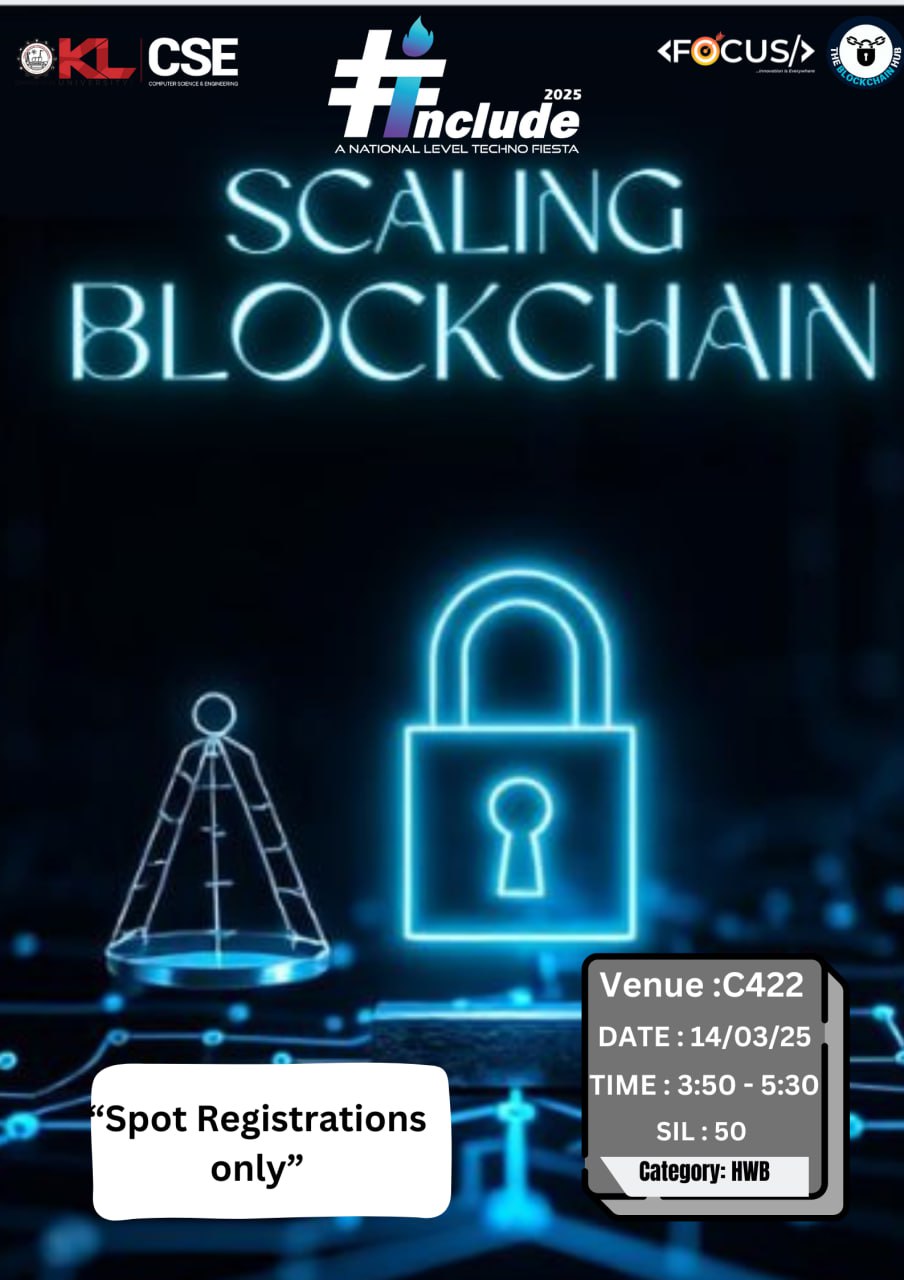 KL
UNIVERSITY
CSE
COMPUTER SCIENCE & ENGINEERING
#include
2025
A NATIONAL LEVEL TECHNO FIESTA
<FOCUS/>
...Innovation is Everywhere
THE BLOCKCHAIN HUB
SCALING
BLOCKCHAIN
Venue :C422
DATE : 14/03/25
TIME : 3:50 - 5:30
SIL : 50
Category: HWB
“Spot Registrations
only”